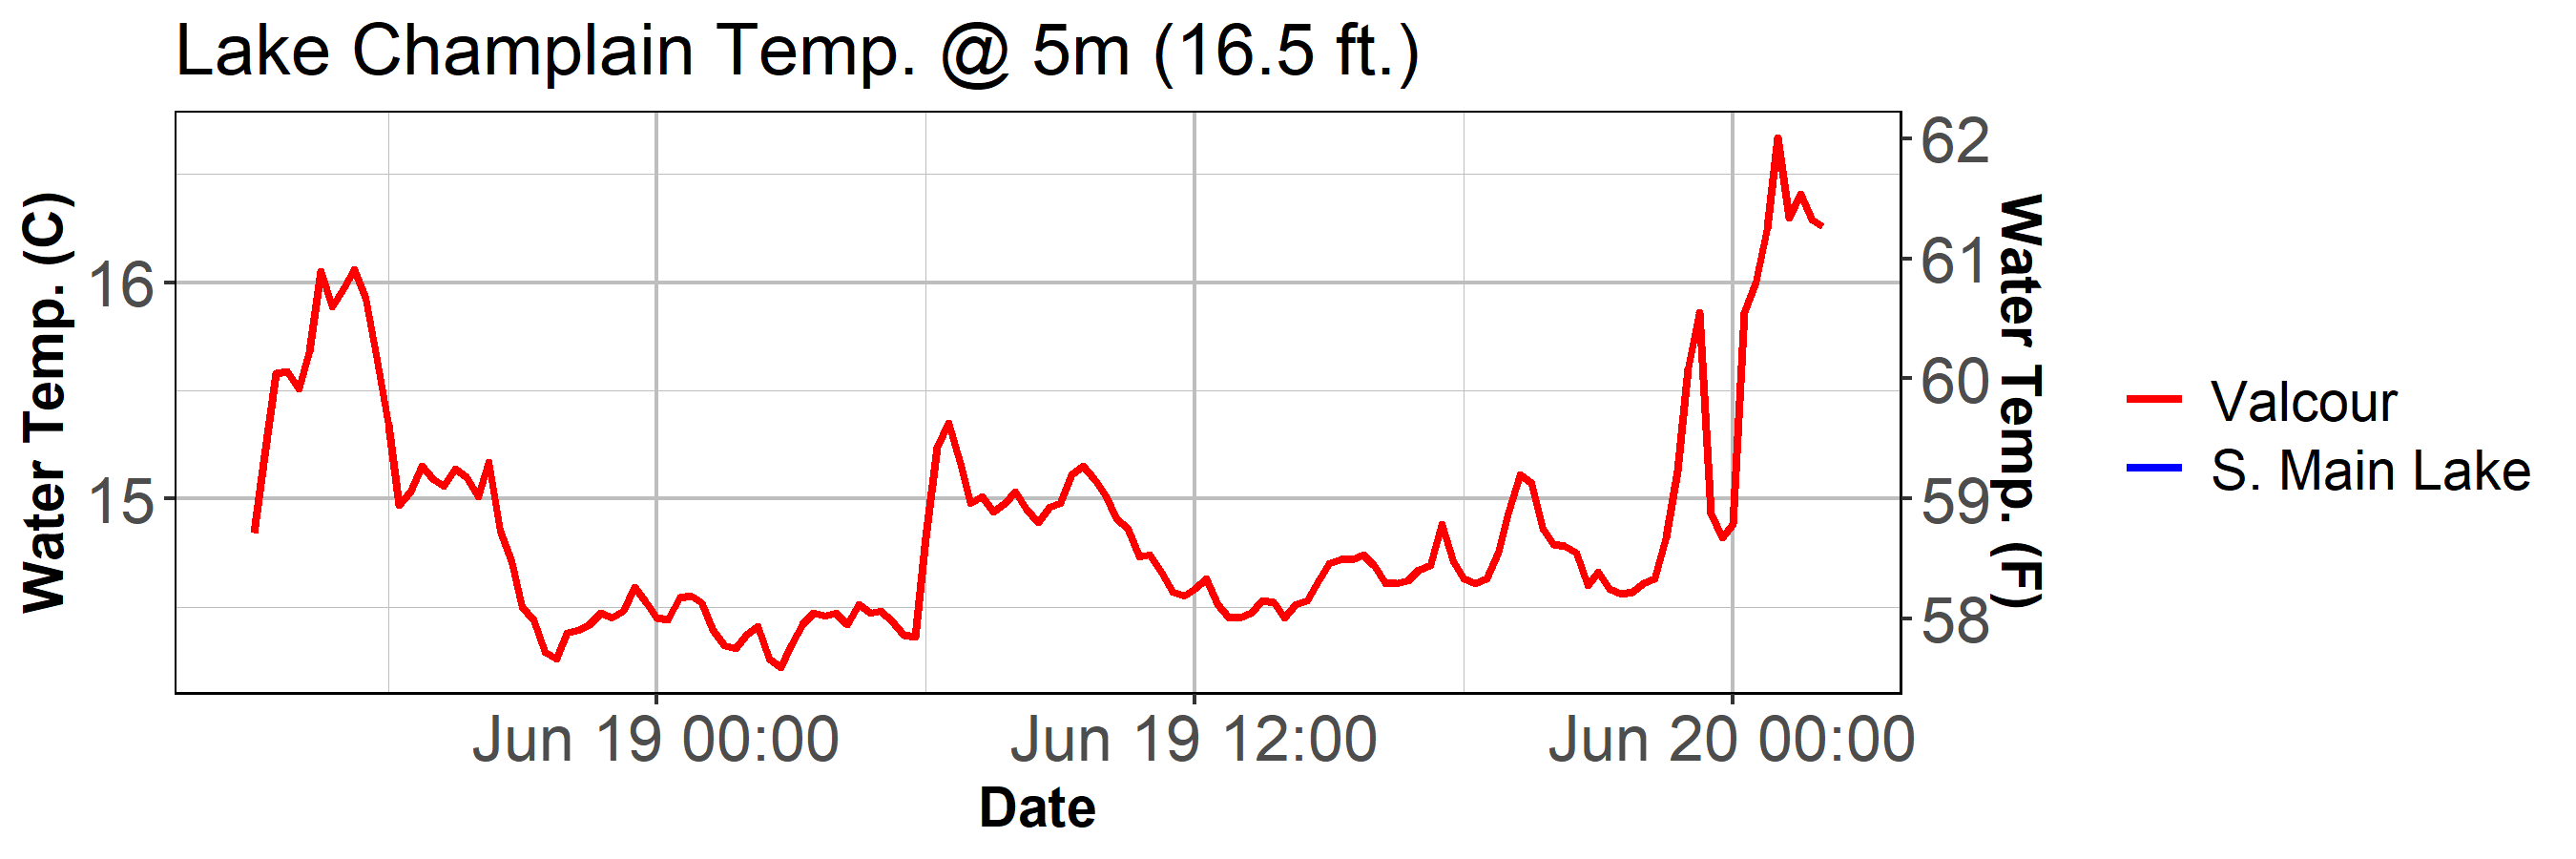 Lake Champlain Temp. @ 5m (16.5 ft.)
Water Temp. (C)
16
15
62
61
60
59
58
Water Temp. (F)
Valcour
S. Main Lake
Jun 19 00:00
Jun 19 12:00
Jun 20 00:00
Date